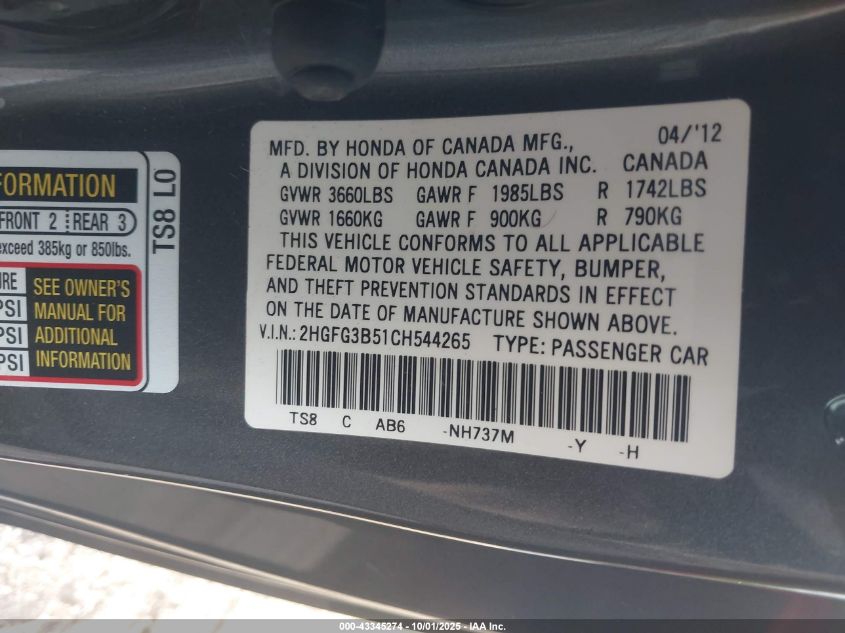 FORMATION
FRONT 2 REAR 3
exceed 385kg or 850lbs.
SEE OWNER'S
MANUAL FOR
ADDITIONAL
INFORMATION
PSI
PSI
PSI
TS8 L0
MFD. BY HONDA OF CANADA MFG., 04/'12
A DIVISION OF HONDA CANADA INC. CANADA
GVWR 3660LBS GAWR F 1985LBS R 1742LBS
GVWR 1660KG GAWR F 900KG R 790KG
THIS VEHICLE CONFORMS TO ALL APPLICABLE
FEDERAL MOTOR VEHICLE SAFETY, BUMPER,
AND THEFT PREVENTION STANDARDS IN EFFECT
ON THE DATE OF MANUFACTURE SHOWN ABOVE.
V.I.N.: 2HGFG3B51CH544265 TYPE: PASSENGER CAR
TS8 C AB6 -NH737M -Y -H
000-43345274 - 10/01/2025 - IAA Inc.